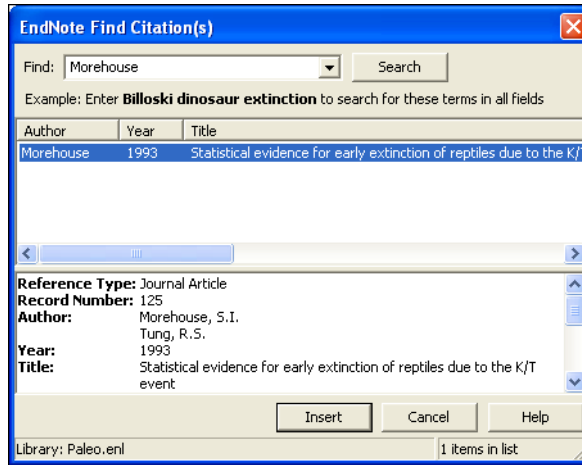 EndNote Find Citation(s)
Find: Morehouse Search
Example: Enter Billoski dinosaur extinction to search for these terms in all fields
Author Year Title
Morehouse 1993 Statistical evidence for early extinction of reptiles due to the K/T
Reference Type: Journal Article
Record Number: 125
Author: Morehouse, S.I.
Tung, R.S.
Year: 1993
Title: Statistical evidence for early extinction of reptiles due to the K/T
event
Insert Cancel Help
Library: Paleo.enl 1 items in list